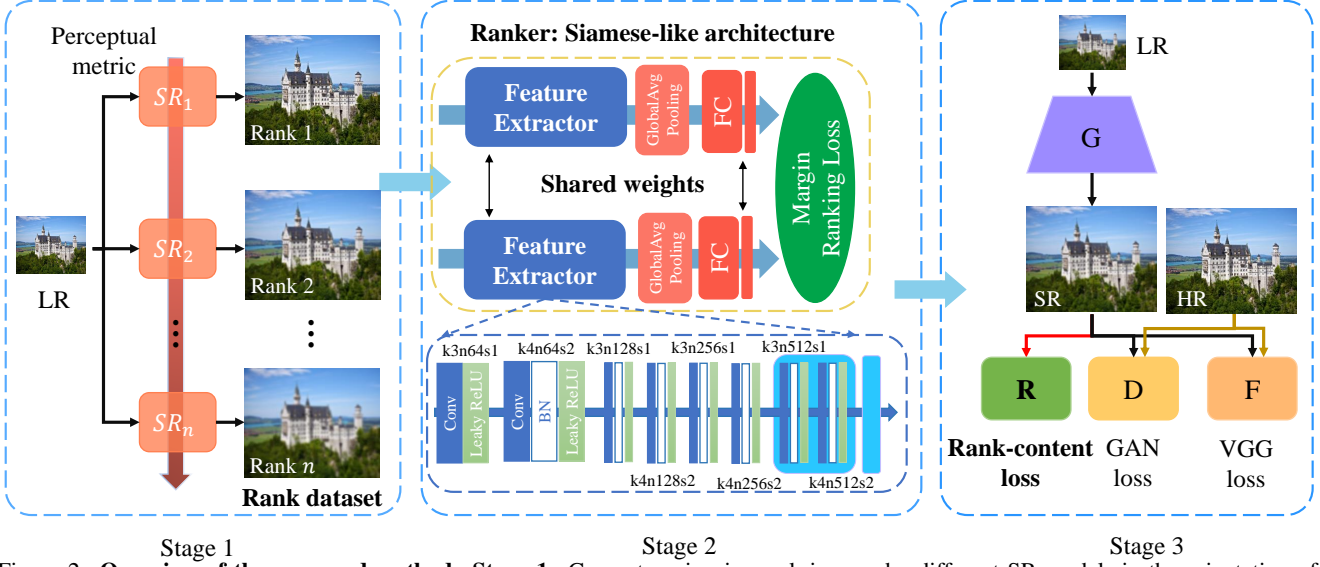 Perceptual
metric
SR1
Rank 1
LR
SR2
Rank 2
SRn
Rank n
Rank dataset
Stage 1
Ranker: Siamese-like architecture
Feature
Extractor
GlobalAvg
Pooling
FC
Shared weights
Feature
Extractor
GlobalAvg
Pooling
FC
Margin
Ranking Loss
k3n64s1
k4n64s2
k3n128s1
k3n256s1
k3n512s1
Conv
Leaky ReLU
Conv
BN
Leaky ReLU
k4n128s2
k4n256s2
k4n512s2
Stage 2
LR
G
SR
HR
R
D
F
Rank-content
loss
GAN
loss
VGG
loss
Stage 3